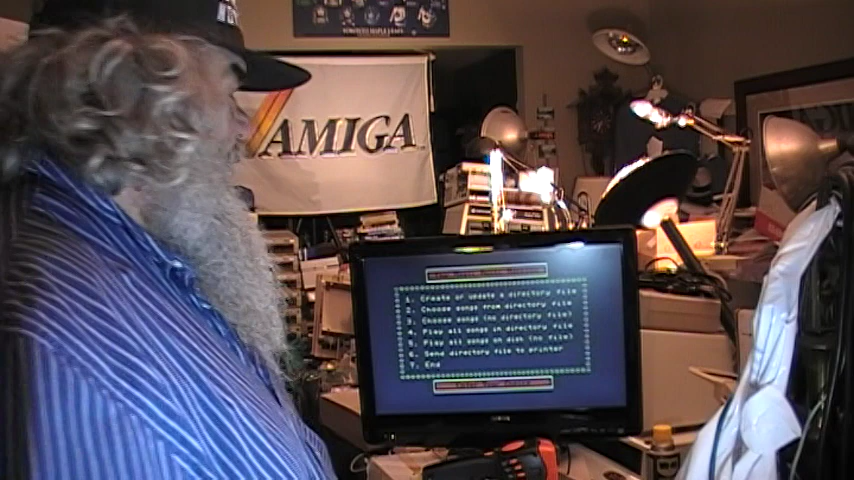 AMIGA
1. Create or Update a directory file
2. Choose songs from directory file
3. Choose songs (no directory file)
4. Play all songs in directory file
5. Play all songs on disk (no file)
6. Send directory file to printer
7. End